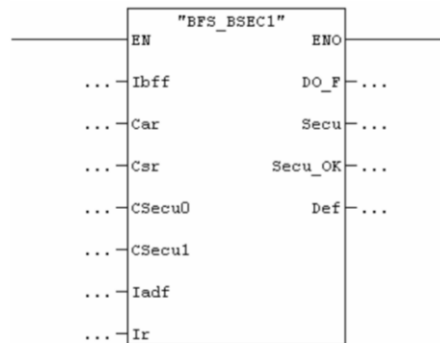 "BFS_BSEC1"
EN ENO
... Ibff DO_F ...
... Car Secu ...
... Csr Secu_OK ...
... CSecu0 Def ...
... CSecu1
... Iadf
... Ir